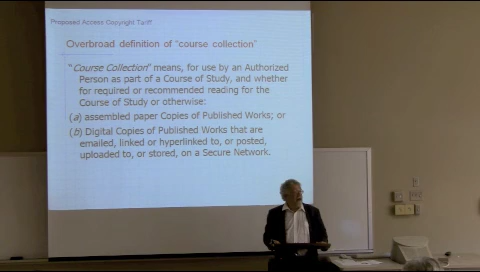 Proposed Access Copyright Tariff
Overbroad definition of "course collection"
"Course Collection" means, for use by an Authorized
Person as part of a Course of Study, and whether
for required or recommended reading for the
Course of Study or otherwise:
(a) assembled paper Copies of Published Works; or
(b) Digital Copies of Published Works that are
emailed, linked or hyperlinked to, or posted,
uploaded to, or stored, on a Secure Network.